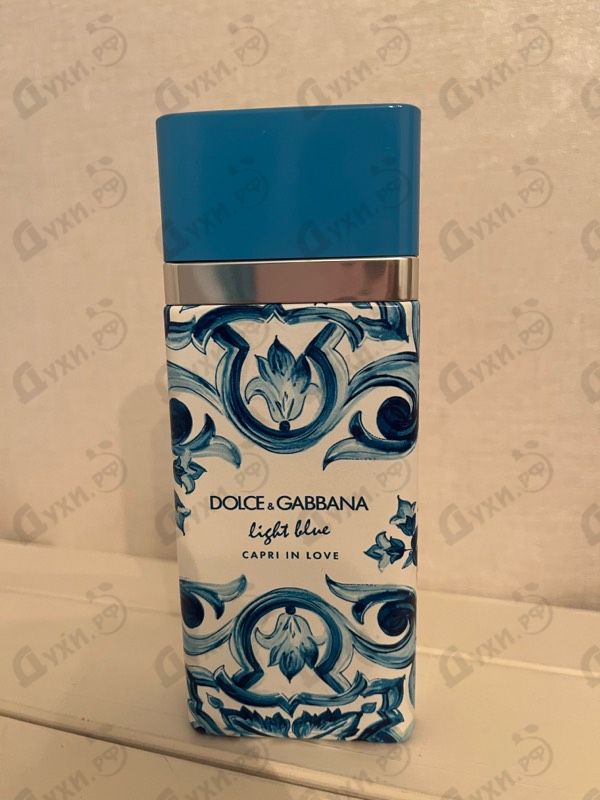 DOLCE & GABBANA
light blue
CAPRI IN LOVE
Духи.РФ